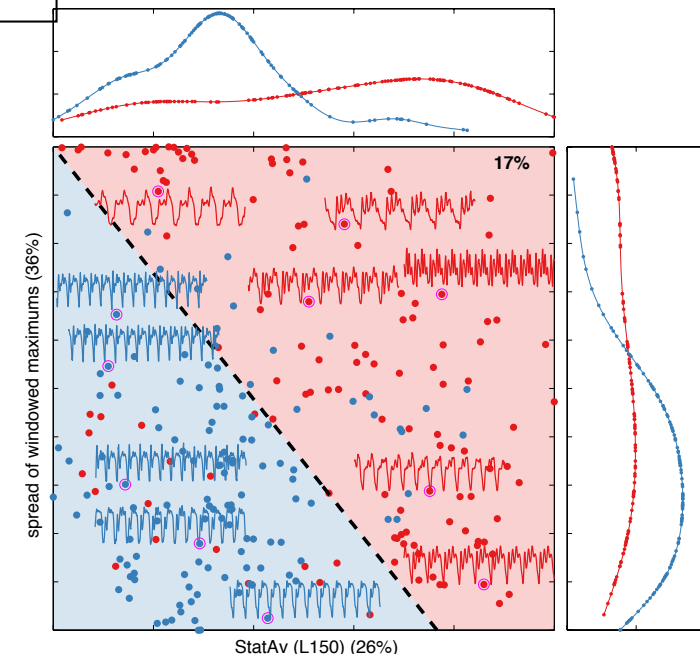 17%
spread of windowed maximums (36%)
StatAv (L150) (26%)